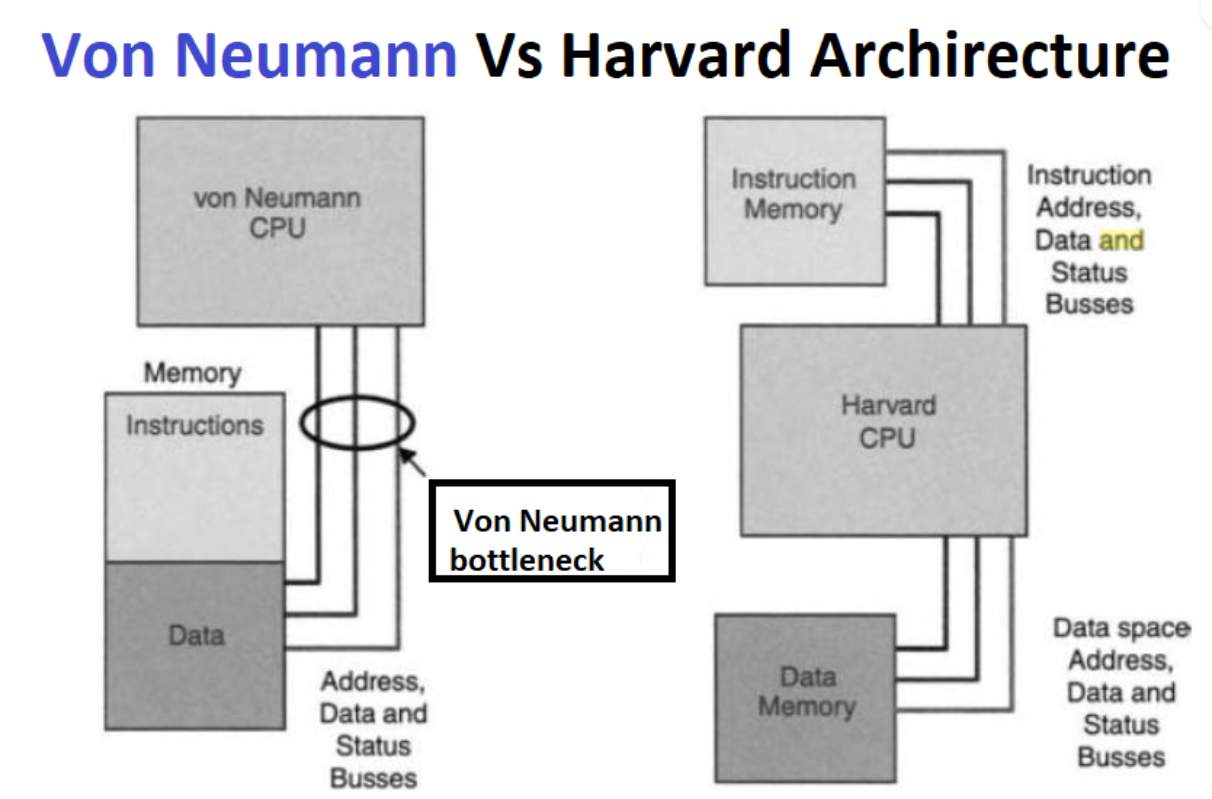 Von Neumann Vs Harvard Archirecture
von Neumann
CPU
Memory
Instructions
Data
Von Neumann
bottleneck
Address,
Data and
Status
Busses
Instruction
Memory
Instruction
Address,
Data and
Status
Busses
Harvard
CPU
Data
Memory
Data space
Address,
Data and
Status
Busses